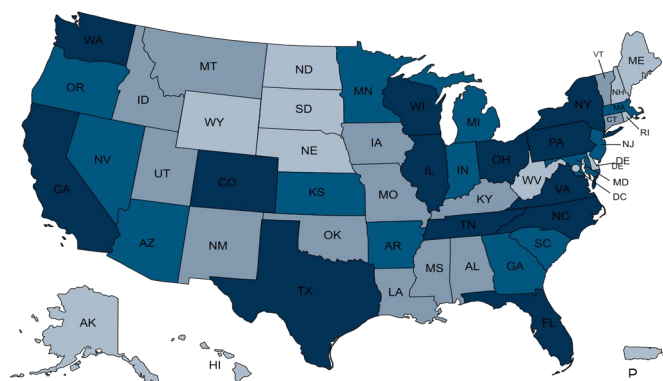 WA
MT
ND
MN
VT
ME
OR
ID
SD
WI
MI
NH
NY
MA
CT
RI
WY
IA
PA
NJ
NE
IL
IN
OH
DE
DE
NV
UT
CO
KS
MO
WV
VA
MD
DC
CA
KY
NC
TN
AZ
NM
OK
AR
SC
MS
AL
GA
LA
TX
FL
AK
HI
P